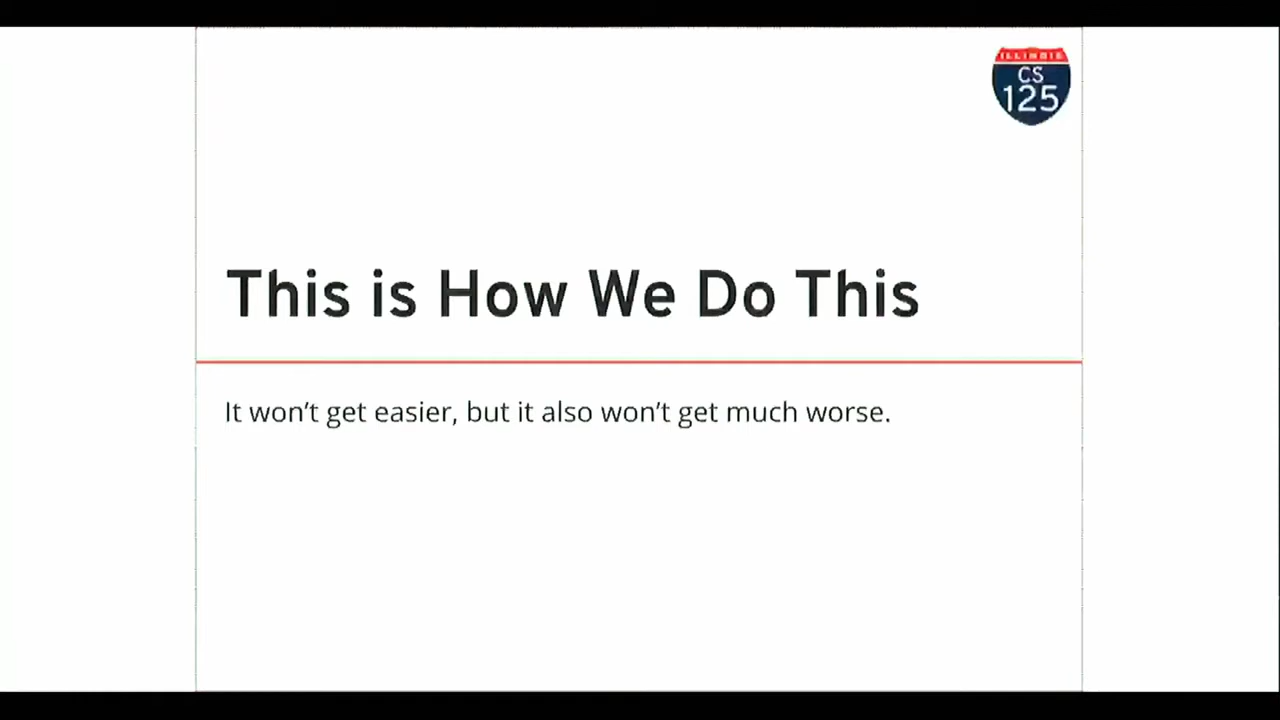 ILLINOIS
CS
125
This is How We Do This
It won't get easier, but it also won't get much worse.